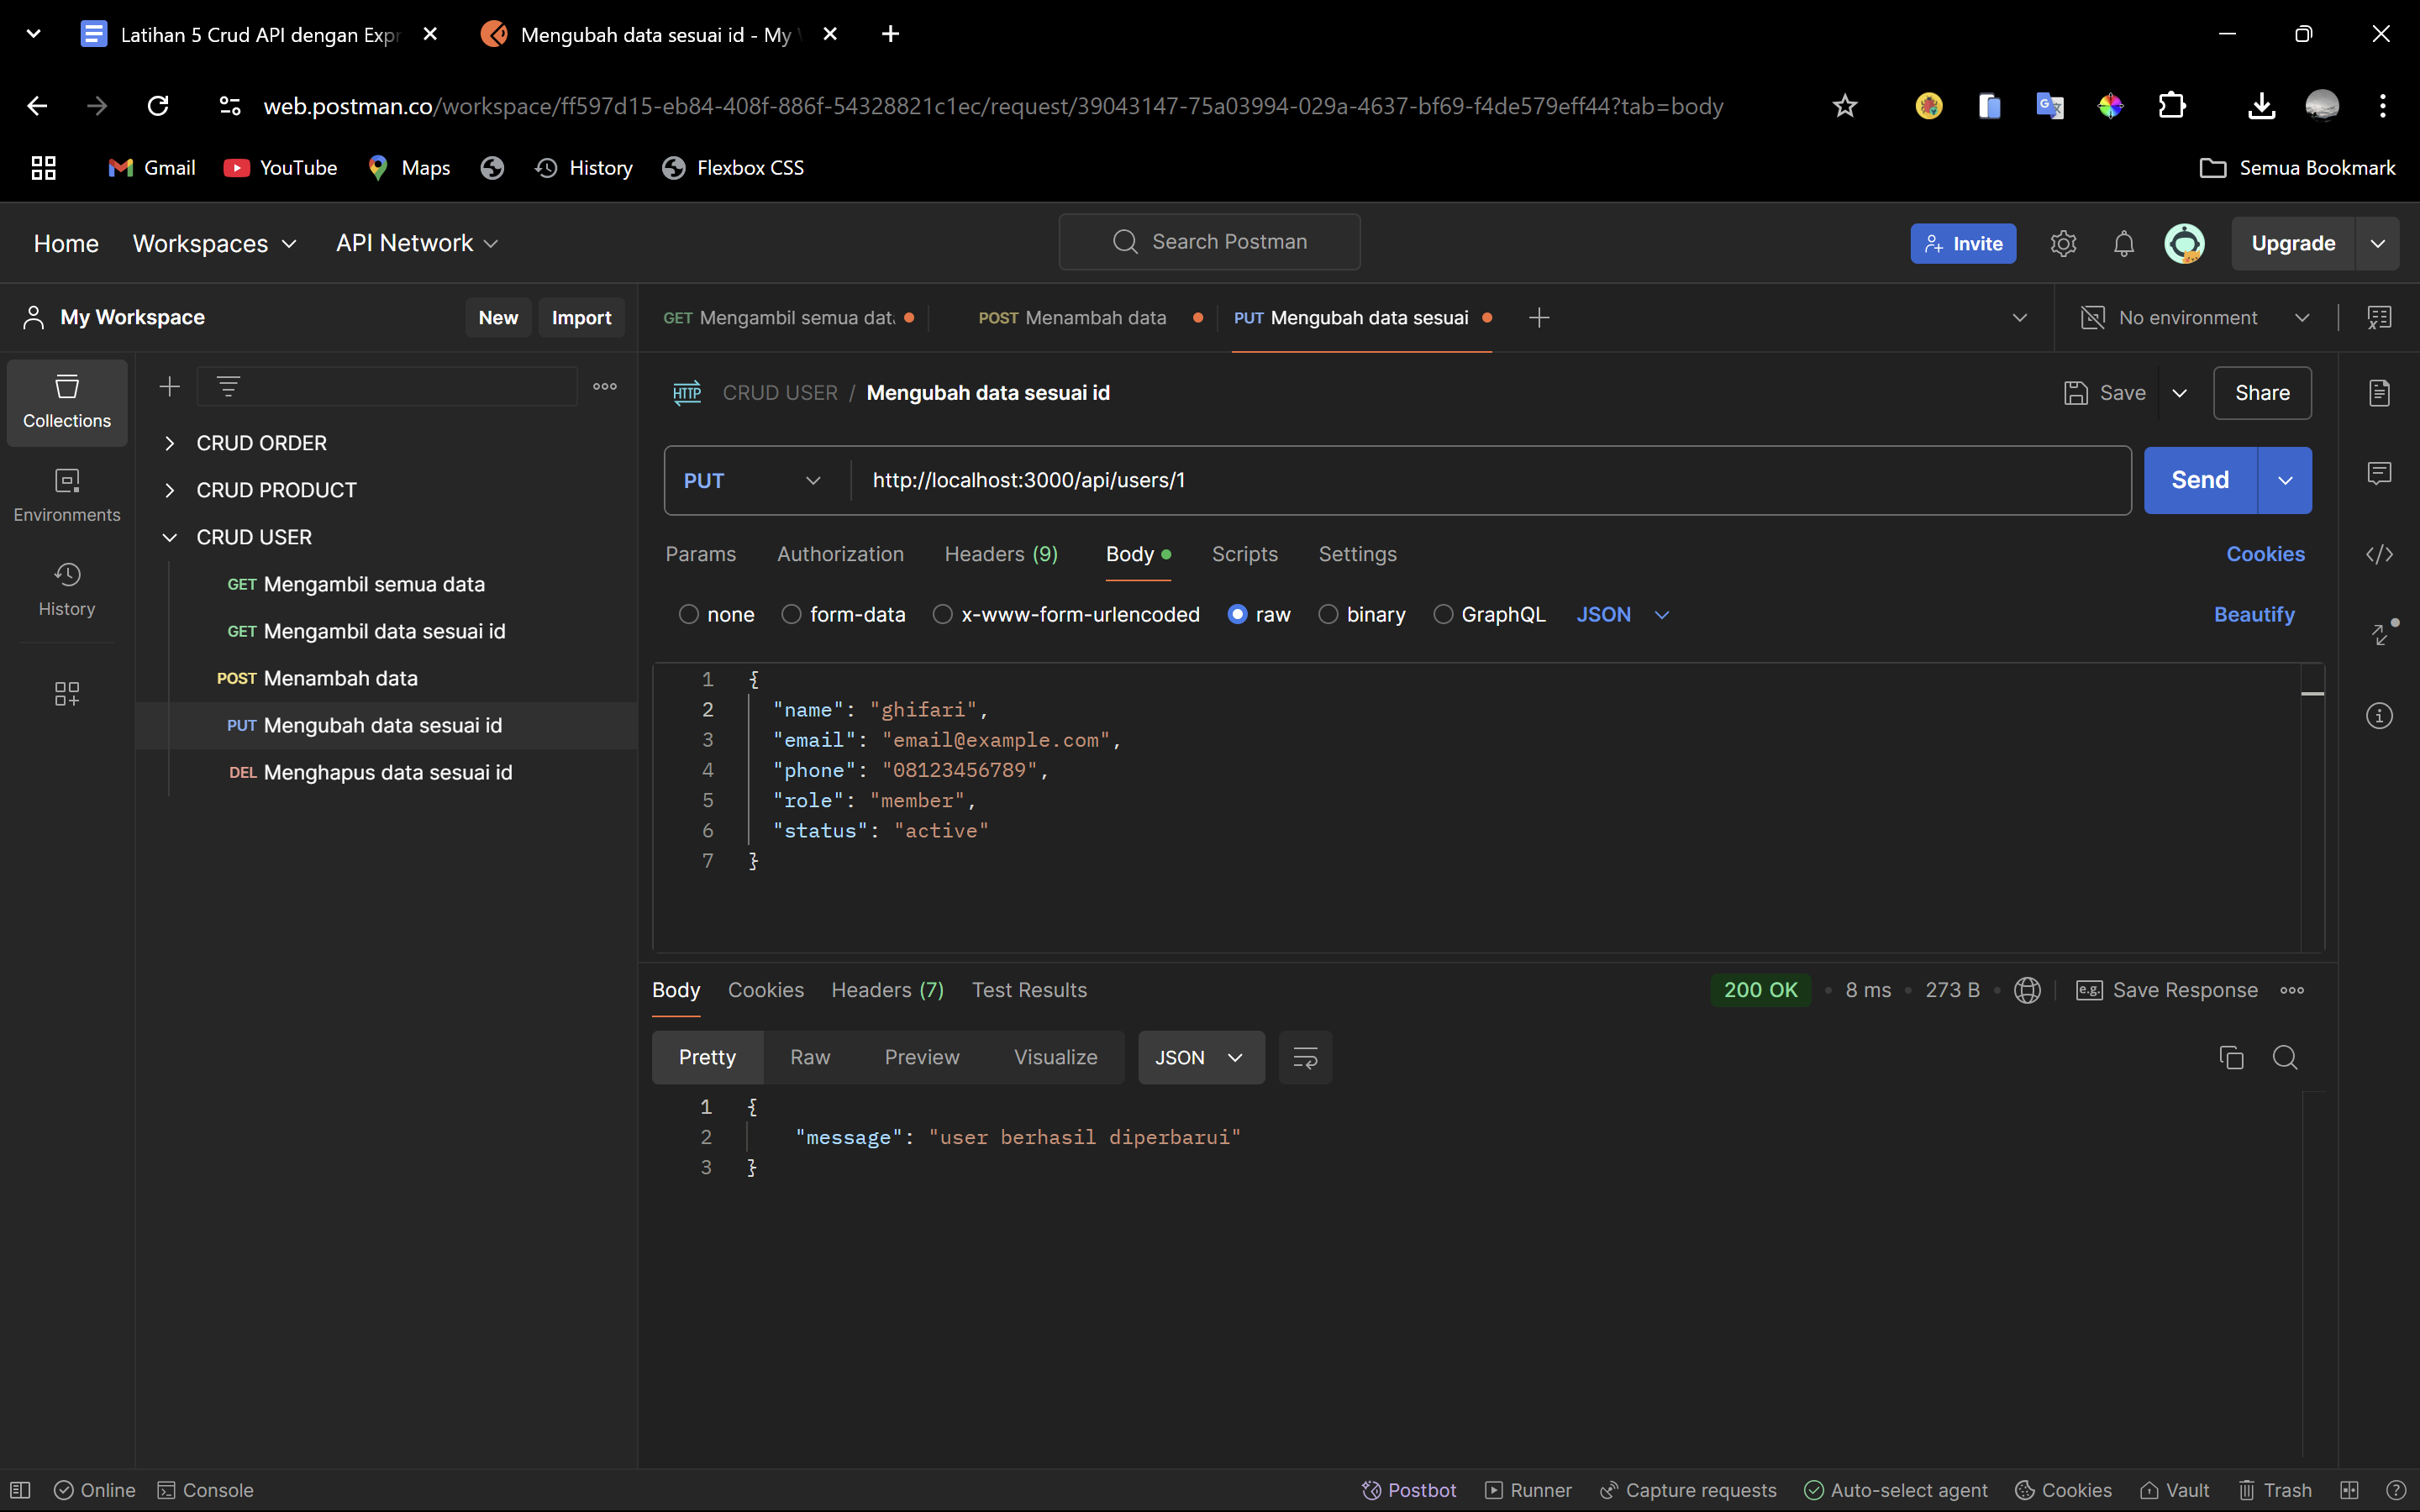 Latihan 5 Crud API dengan Expr
Mengubah data sesuai id - My
web.postman.co/workspace/ff597d15-eb84-408f-886f-54328821c1ec/request/39043147-75a03994-029a-4637-bf69-f4de579eff44?tab=body
Gmail YouTube Maps History Flexbox CSS Semua Bookmark
Home Workspaces API Network Search Postman Invite Upgrade
My Workspace New Import
GET Mengambil semua dat POST Menambah data PUT Mengubah data sesuai No environment
Collections
Environments
History
CRUD ORDER
CRUD PRODUCT
CRUD USER
GET Mengambil semua data
GET Mengambil data sesuai id
POST Menambah data
PUT Mengubah data sesuai id
DEL Menghapus data sesuai id
HTTP CRUD USER / Mengubah data sesuai id Save Share
PUT http://localhost:3000/api/users/1 Send
Params Authorization Headers (9) Body Scripts Settings Cookies
none form-data x-www-form-urlencoded raw binary GraphQL JSON Beautify
1 {
2 "name": "ghifari",
3 "email": "email@example.com",
4 "phone": "08123456789",
5 "role": "member",
6 "status": "active"
7 }
Body Cookies Headers (7) Test Results 200 OK • 8 ms • 273 B • e.g. Save Response
Pretty Raw Preview Visualize JSON
1 {
2 "message": "user berhasil diperbarui"
3 }
Online Console Postbot Runner Capture requests Auto-select agent Cookies Vault Trash